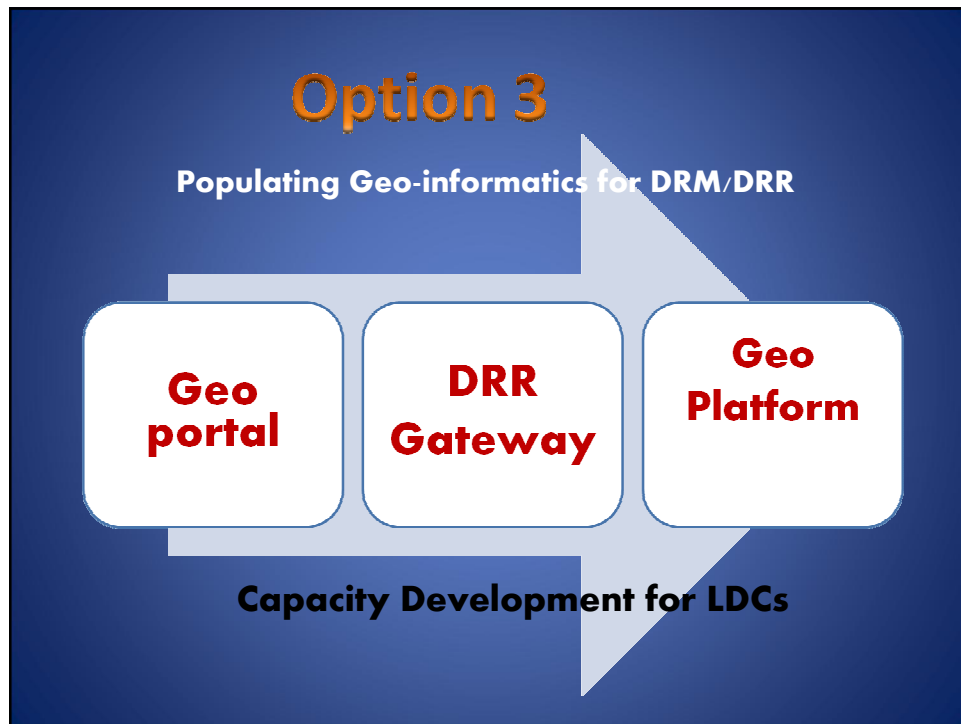 Option 3
Populating Geo-informatics for DRM/DRR
Geo
portal
DRR
Gateway
Geo
Platform
Capacity Development for LDCs